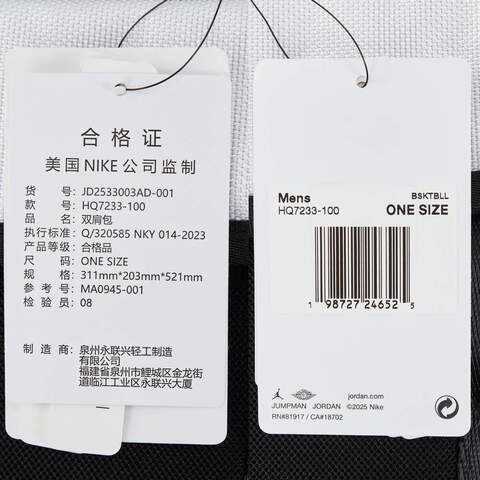 合格证
美国NIKE公司监制
货 号: JD2533003AD-001
款 号: HQ7233-100
品 名: 双肩包
执行标准: Q/320585 NKY 014-2023
产品等级: 合格品
尺 码: ONE SIZE
规 格: 311mm*203mm*521mm
参 考 号: MA0945-001
检 验 员: 08
制 造 商: 泉州永联兴轻工制造
有限公司
福建省泉州市鲤城区金龙街
道临江工业区永联兴大厦
Mens BSKTBLL
HQ7233-100 ONE SIZE
1 98727 24652 5
JUMPMAN JORDAN
jordan.com
©2025 Nike
RN#81917 / CA#18702